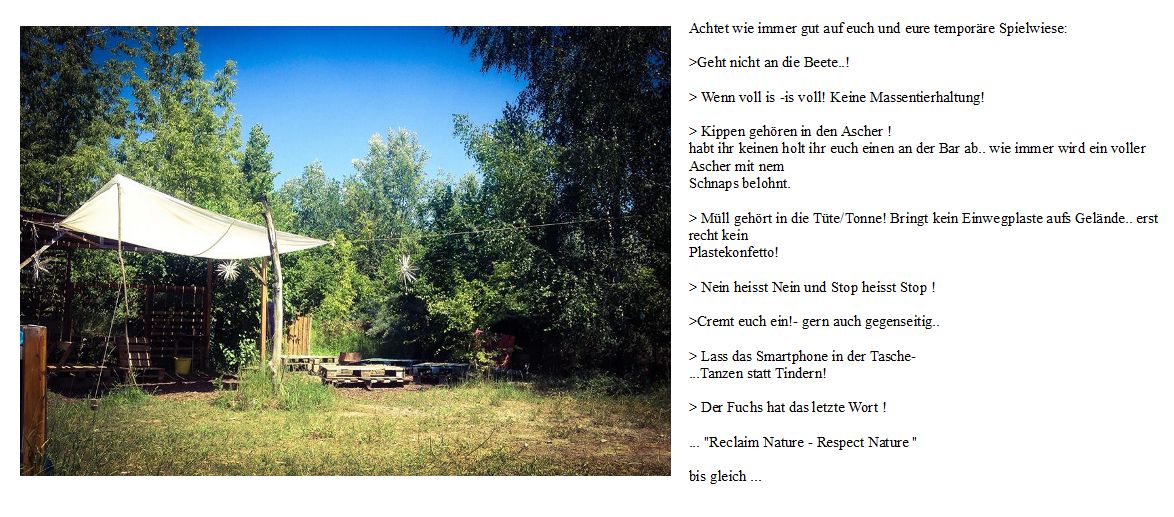 Achtet wie immer gut auf euch und eure temporäre Spielwiese:
>Geht nicht an die Beete..!
> Wenn voll is -is voll! Keine Massentierhaltung!
> Kippen gehören in den Ascher !
habt ihr keinen holt ihr euch einen an der Bar ab.. wie immer wird ein voller
Ascher mit nem
Schnaps belohnt.
> Müll gehört in die Tüte/Tonne! Bringt kein Einwegplaste aufs Gelände.. erst
recht kein
Plastekonfetto!
> Nein heisst Nein und Stop heisst Stop !
>Cremt euch ein!- gern auch gegenseitig..
> Lass das Smartphone in der Tasche-
...Tanzen statt Tindern!
> Der Fuchs hat das letzte Wort !
... "Reclaim Nature - Respect Nature "
bis gleich ...